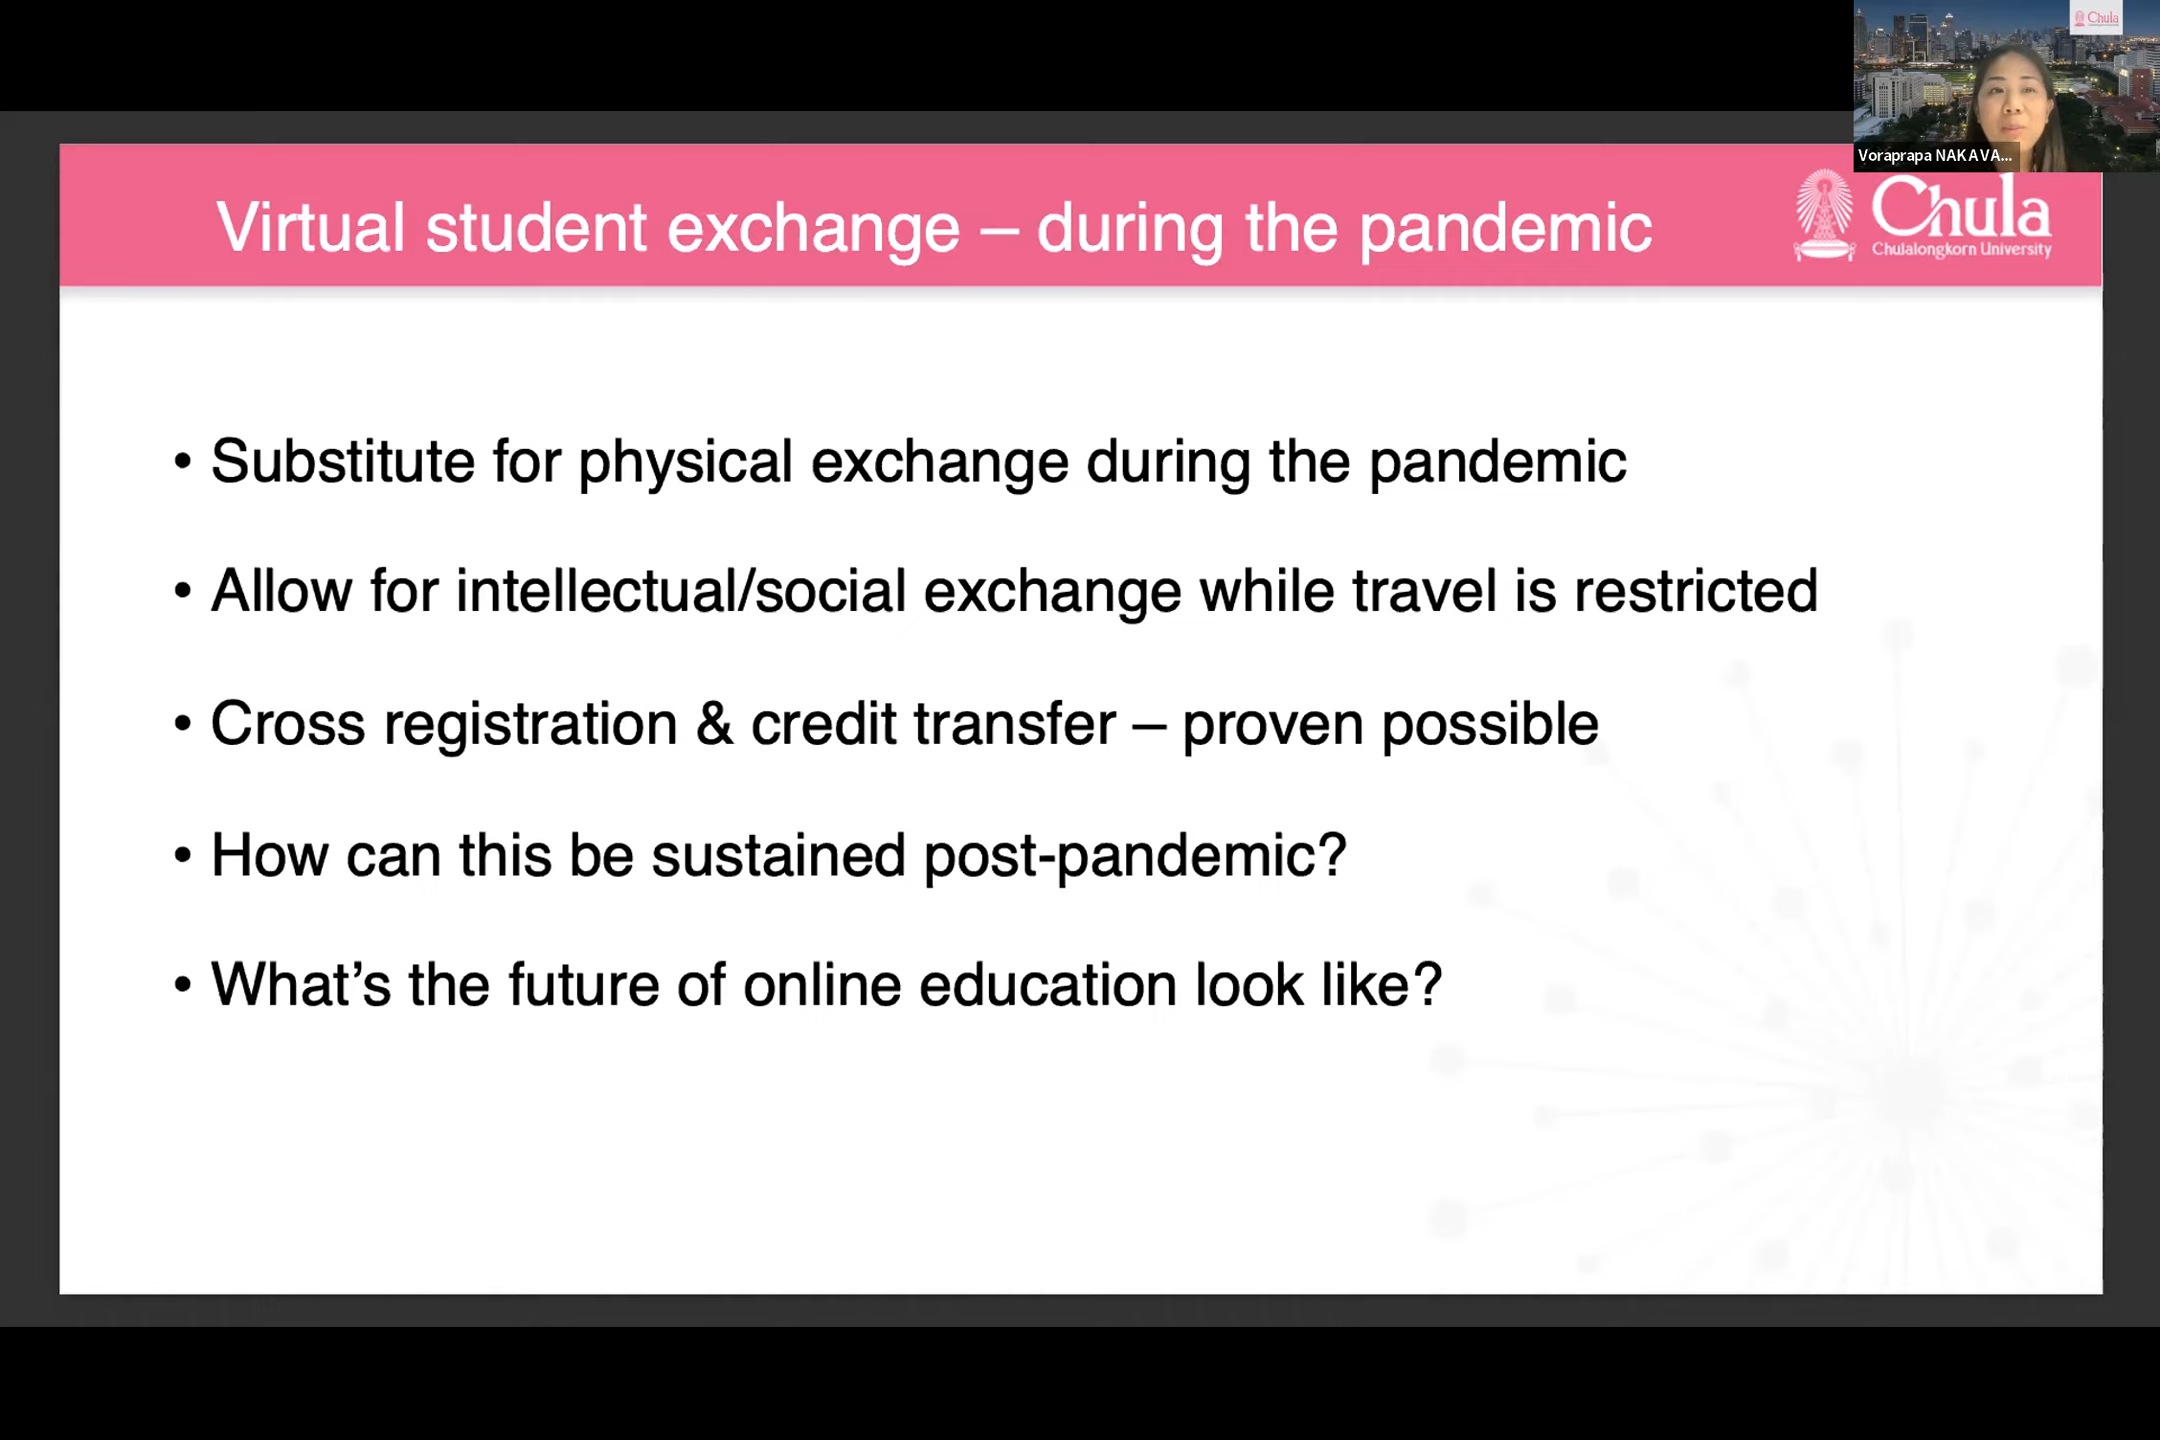 Chula
Voraprapa NAKAVA...
Virtual student exchange – during the pandemic
Chula
Chulalongkorn University
• Substitute for physical exchange during the pandemic
• Allow for intellectual/social exchange while travel is restricted
• Cross registration & credit transfer – proven possible
• How can this be sustained post-pandemic?
• What’s the future of online education look like?